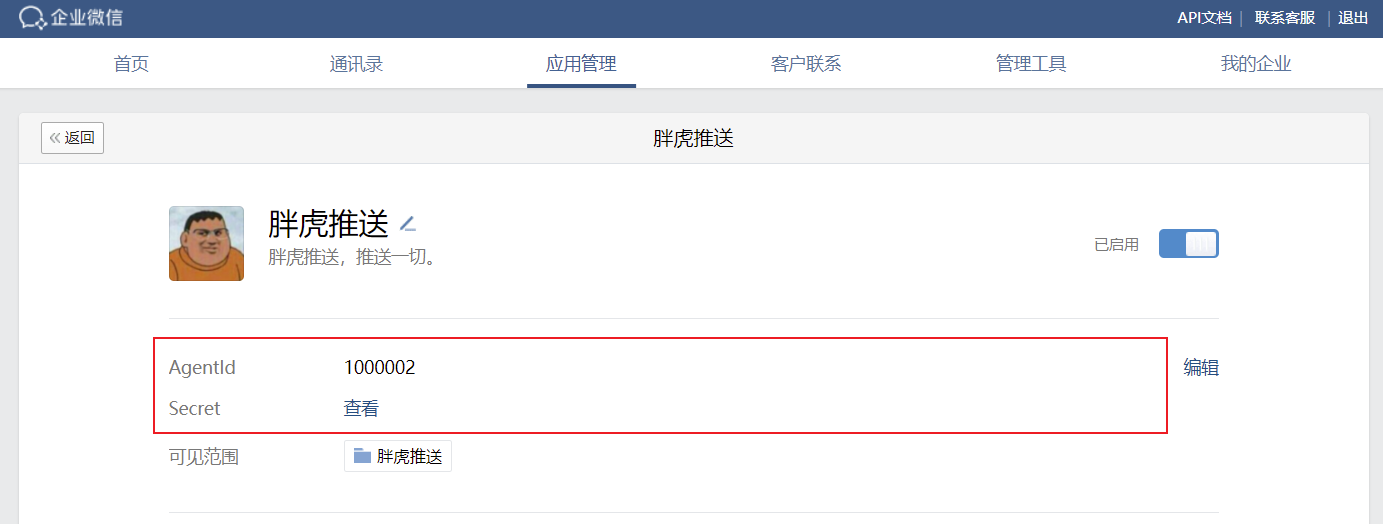 企业微信
API文档 | 联系客服 | 退出
首页 通讯录 应用管理 客户联系 管理工具 我的企业
«返回
胖虎推送
胖虎推送
胖虎推送，推送一切。
已启用
AgentId 1000002 编辑
Secret 查看
可见范围 胖虎推送